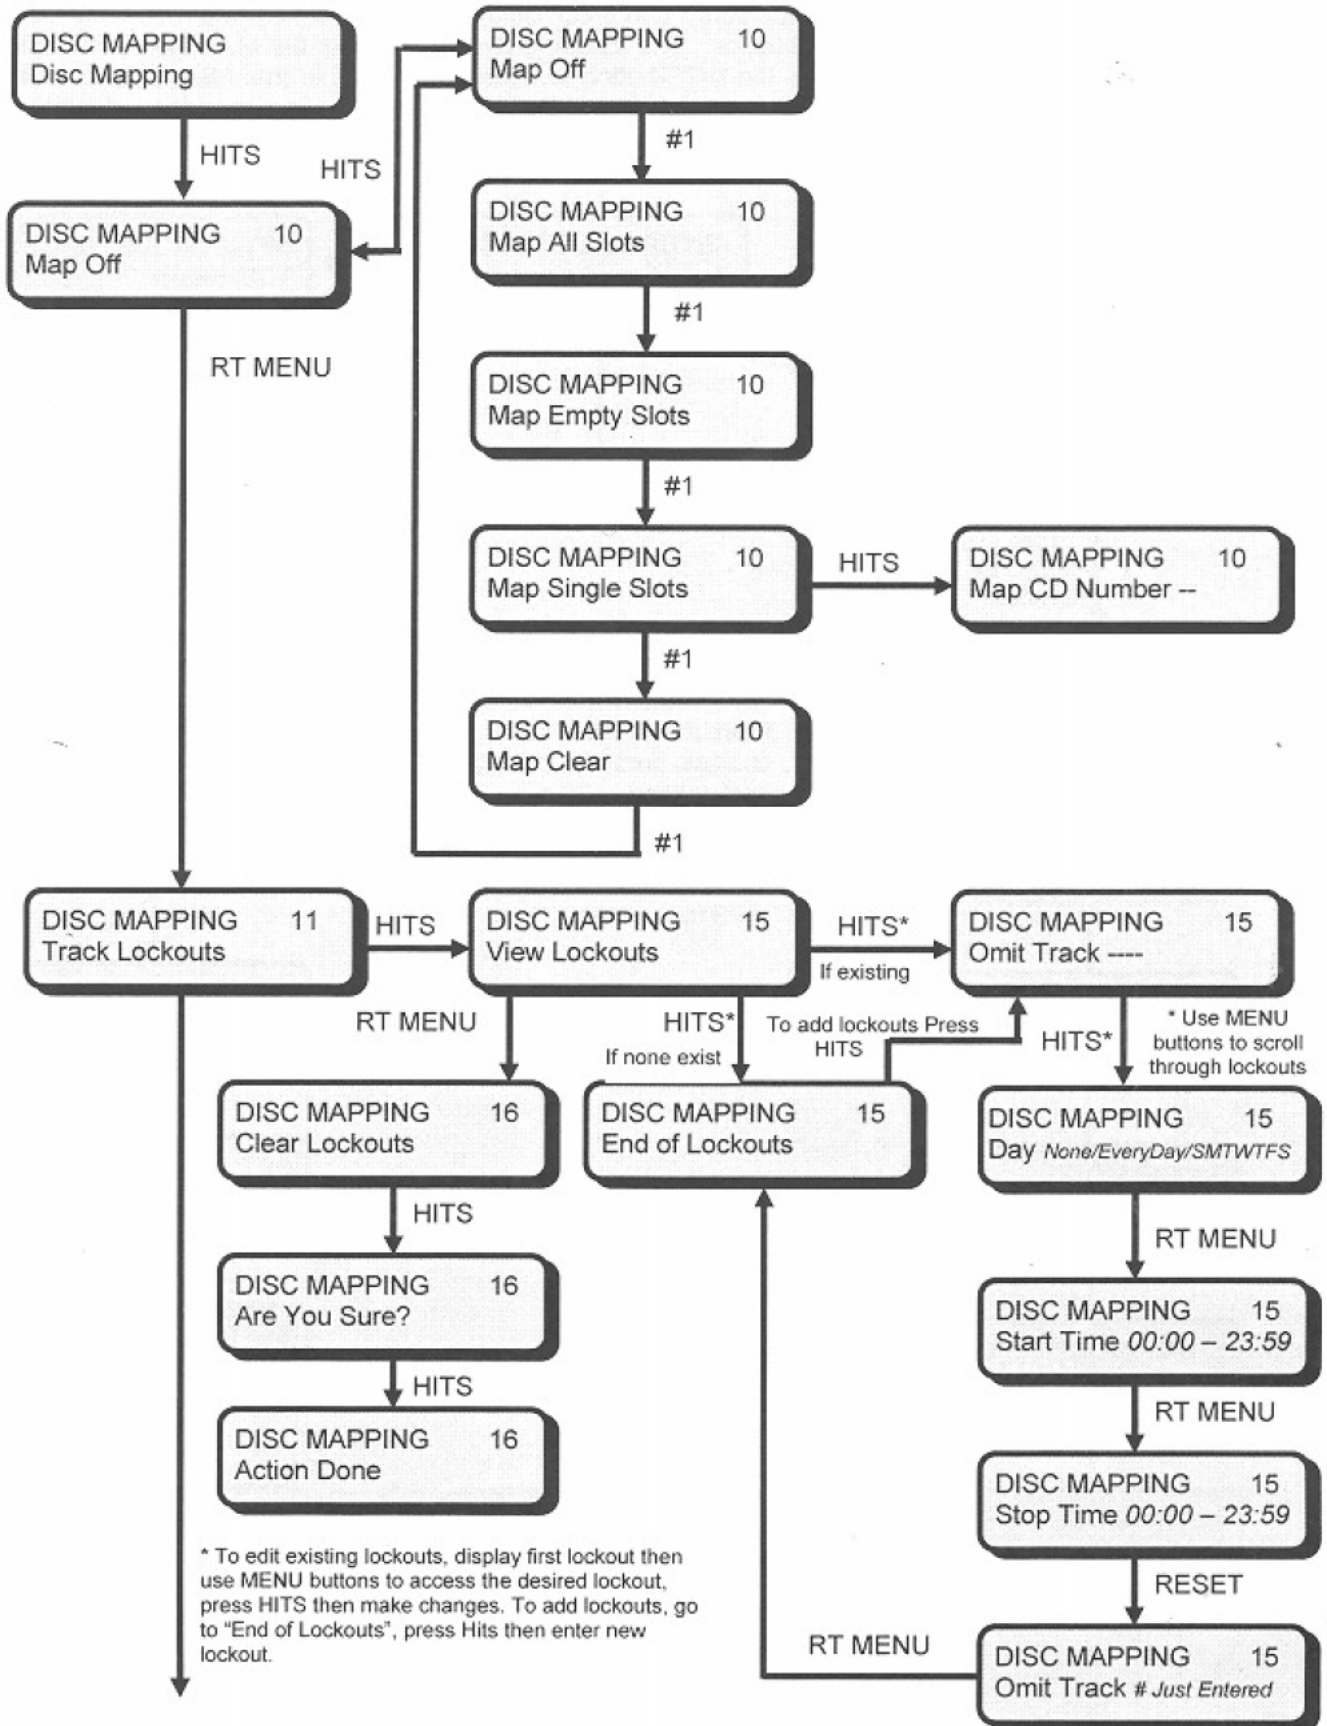 DISC MAPPING
Disc Mapping
HITS
DISC MAPPING 10
Map Off
RT MENU
HITS
DISC MAPPING 10
Map Off
#1
DISC MAPPING 10
Map All Slots
#1
DISC MAPPING 10
Map Empty Slots
#1
DISC MAPPING 10
Map Single Slots
HITS
DISC MAPPING 10
Map CD Number --
#1
DISC MAPPING 10
Map Clear
#1
DISC MAPPING 11
Track Lockouts
HITS
DISC MAPPING 15
View Lockouts
HITS*
If existing
DISC MAPPING 15
Omit Track ----
RT MENU
HITS*
If none exist
To add lockouts Press
HITS
HITS*
* Use MENU
buttons to scroll
through lockouts
DISC MAPPING 16
Clear Lockouts
DISC MAPPING 15
End of Lockouts
DISC MAPPING 15
Day None/EveryDay/SMTWTFS
HITS
RT MENU
DISC MAPPING 16
Are You Sure?
DISC MAPPING 15
Start Time 00:00 – 23:59
HITS
RT MENU
DISC MAPPING 16
Action Done
DISC MAPPING 15
Stop Time 00:00 – 23:59
RESET
* To edit existing lockouts, display first lockout then
use MENU buttons to access the desired lockout,
press HITS then make changes. To add lockouts, go
to “End of Lockouts”, press Hits then enter new
lockout.
RT MENU
DISC MAPPING 15
Omit Track # Just Entered